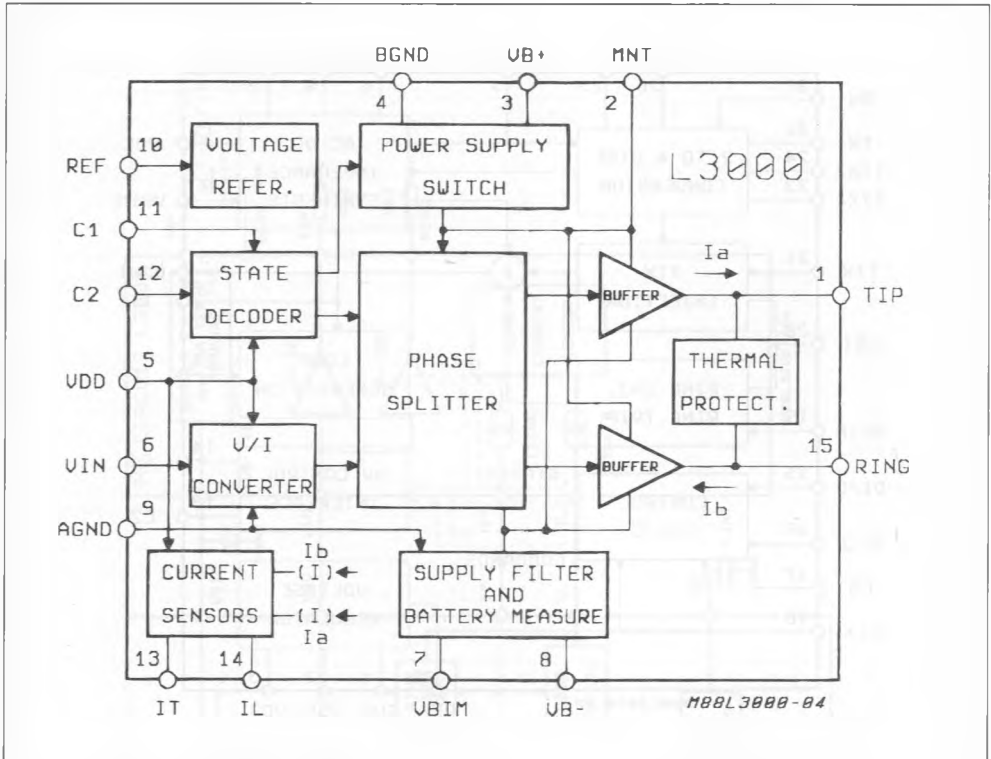 BGND VB+ MNT
4 3 2
10 VOLTAGE POWER SUPPLY L3000
REF REFER. SWITCH
11
C1
12 STATE Ia
C2 DECODER BUFFER 1 TIP
5 PHASE THERMAL
VDD SPLITTER PROTECT.
6 V/I 15
VIN CONVERTER BUFFER RING
9 Ib
AGND
CURRENT Ib SUPPLY FILTER
(I) AND
SENSORS (I) BATTERY MEASURE
Ia
13 14 7 8
IT IL VBIM VB-
M88L3000-04